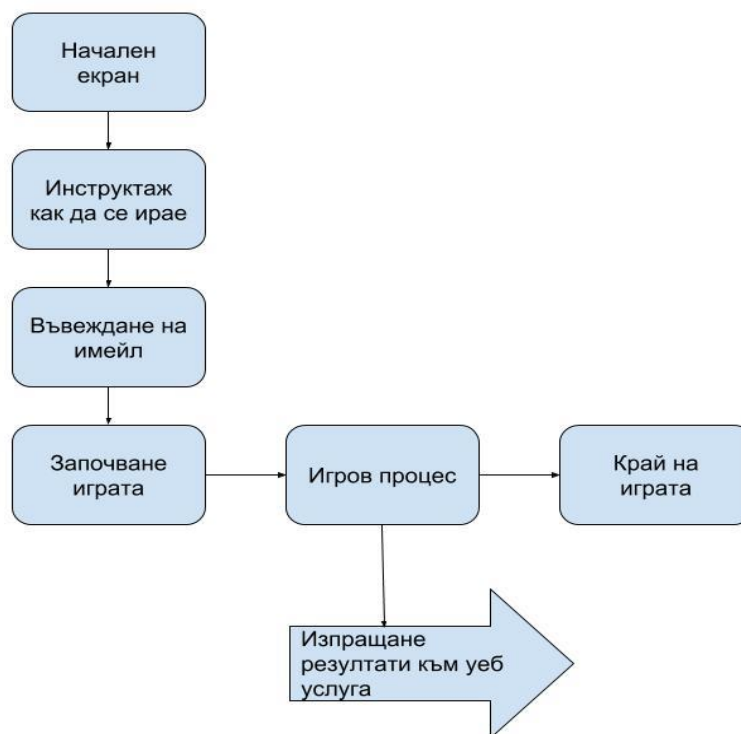 Начален
екран
Инструктаж
как да се ирае
Въвеждане на
имейл
Започване
играта
Игров процес
Край на
играта
Изпращане
резултати към уеб
услуга